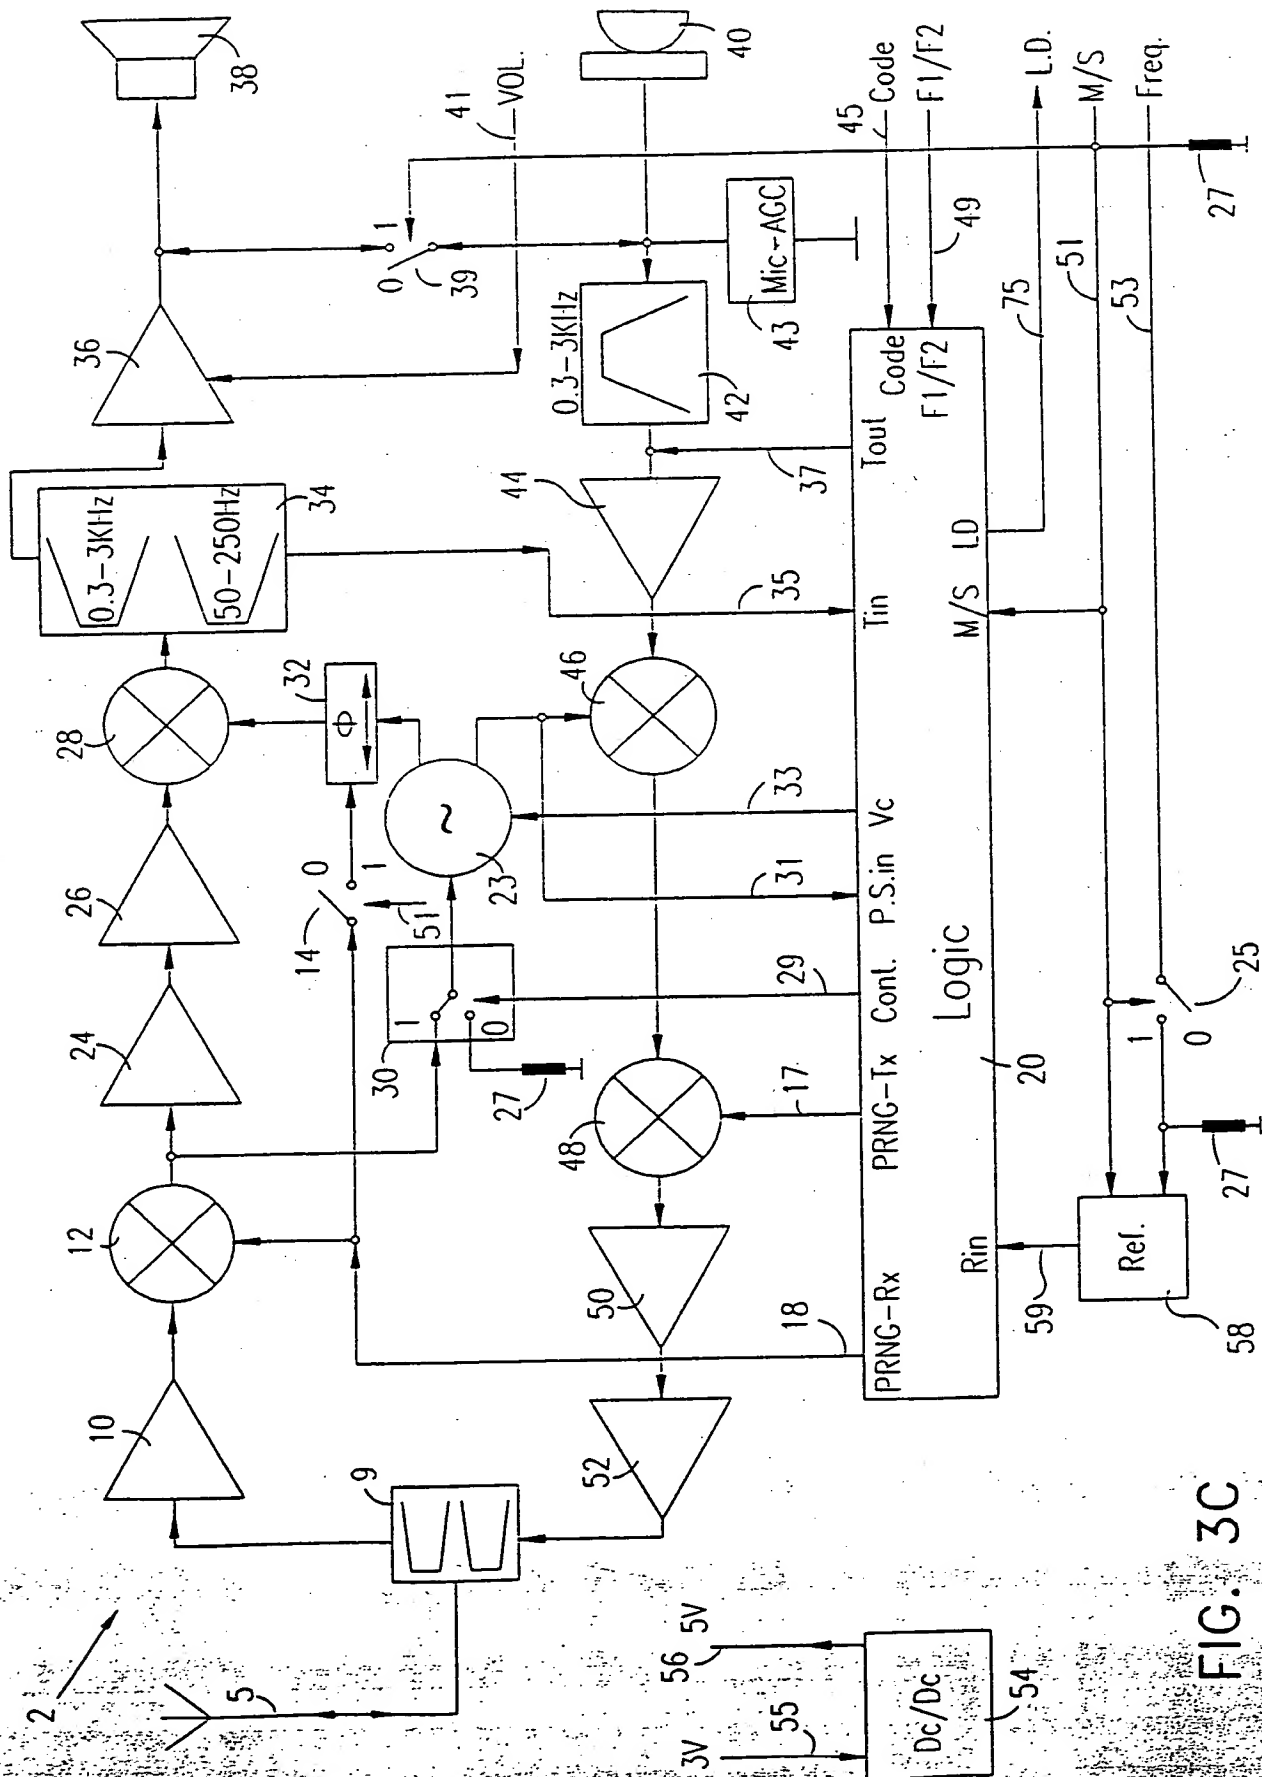 2
5
9
10
12
24
26
28
0.3-3KHz
50-250Hz
34
36
38
18
14
0
1
51
32
Φ
~
23
30
1
0
27
29
31
33
35
52
50
48
17
46
44
37
0.3-3KHz
42
43
Mic-AGC
0
1
39
41
VOL.
40
PRNG-Rx
PRNG-Tx
Cont.
P.S.in
Vc
Tin
Tout
Code
F1/F2
Rin
Logic
20
M/S
LD
45
Code
F1/F2
49
75
L.D.
51
M/S
53
Freq.
27
59
Ref.
58
27
1
0
25
3V
55
56
5V
Dc/Dc
54
FIG. 3C